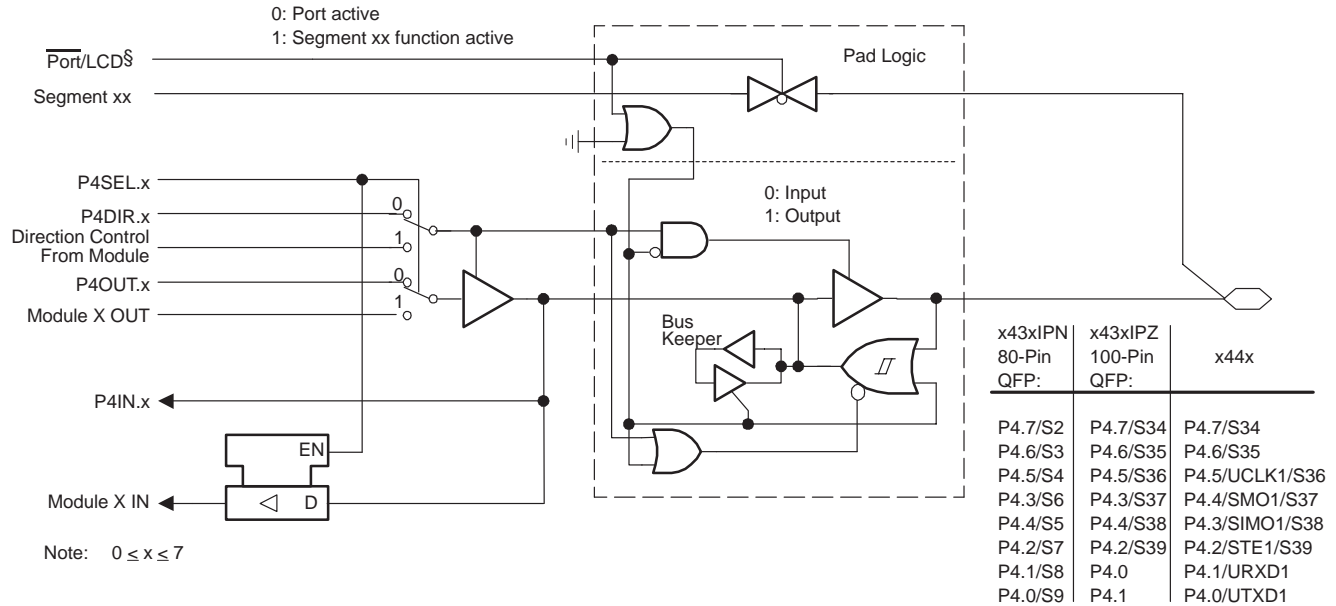 0: Port active
1: Segment xx function active
Port/LCD§
Segment xx
Pad Logic
P4SEL.x
P4DIR.x
0
Direction Control
From Module
1
0: Input
1: Output
P4OUT.x
0
Module X OUT
1
Bus
Keeper
P4IN.x
EN
Module X IN
D
Note: 0 ≤ x ≤ 7
x43xIPN x43xIPZ
80-Pin 100-Pin x44x
QFP: QFP:
P4.7/S2 P4.7/S34 P4.7/S34
P4.6/S3 P4.6/S35 P4.6/S35
P4.5/S4 P4.5/S36 P4.5/UCLK1/S36
P4.3/S6 P4.3/S37 P4.4/SMO1/S37
P4.4/S5 P4.4/S38 P4.3/SIMO1/S38
P4.2/S7 P4.2/S39 P4.2/STE1/S39
P4.1/S8 P4.0 P4.1/URXD1
P4.0/S9 P4.1 P4.0/UTXD1